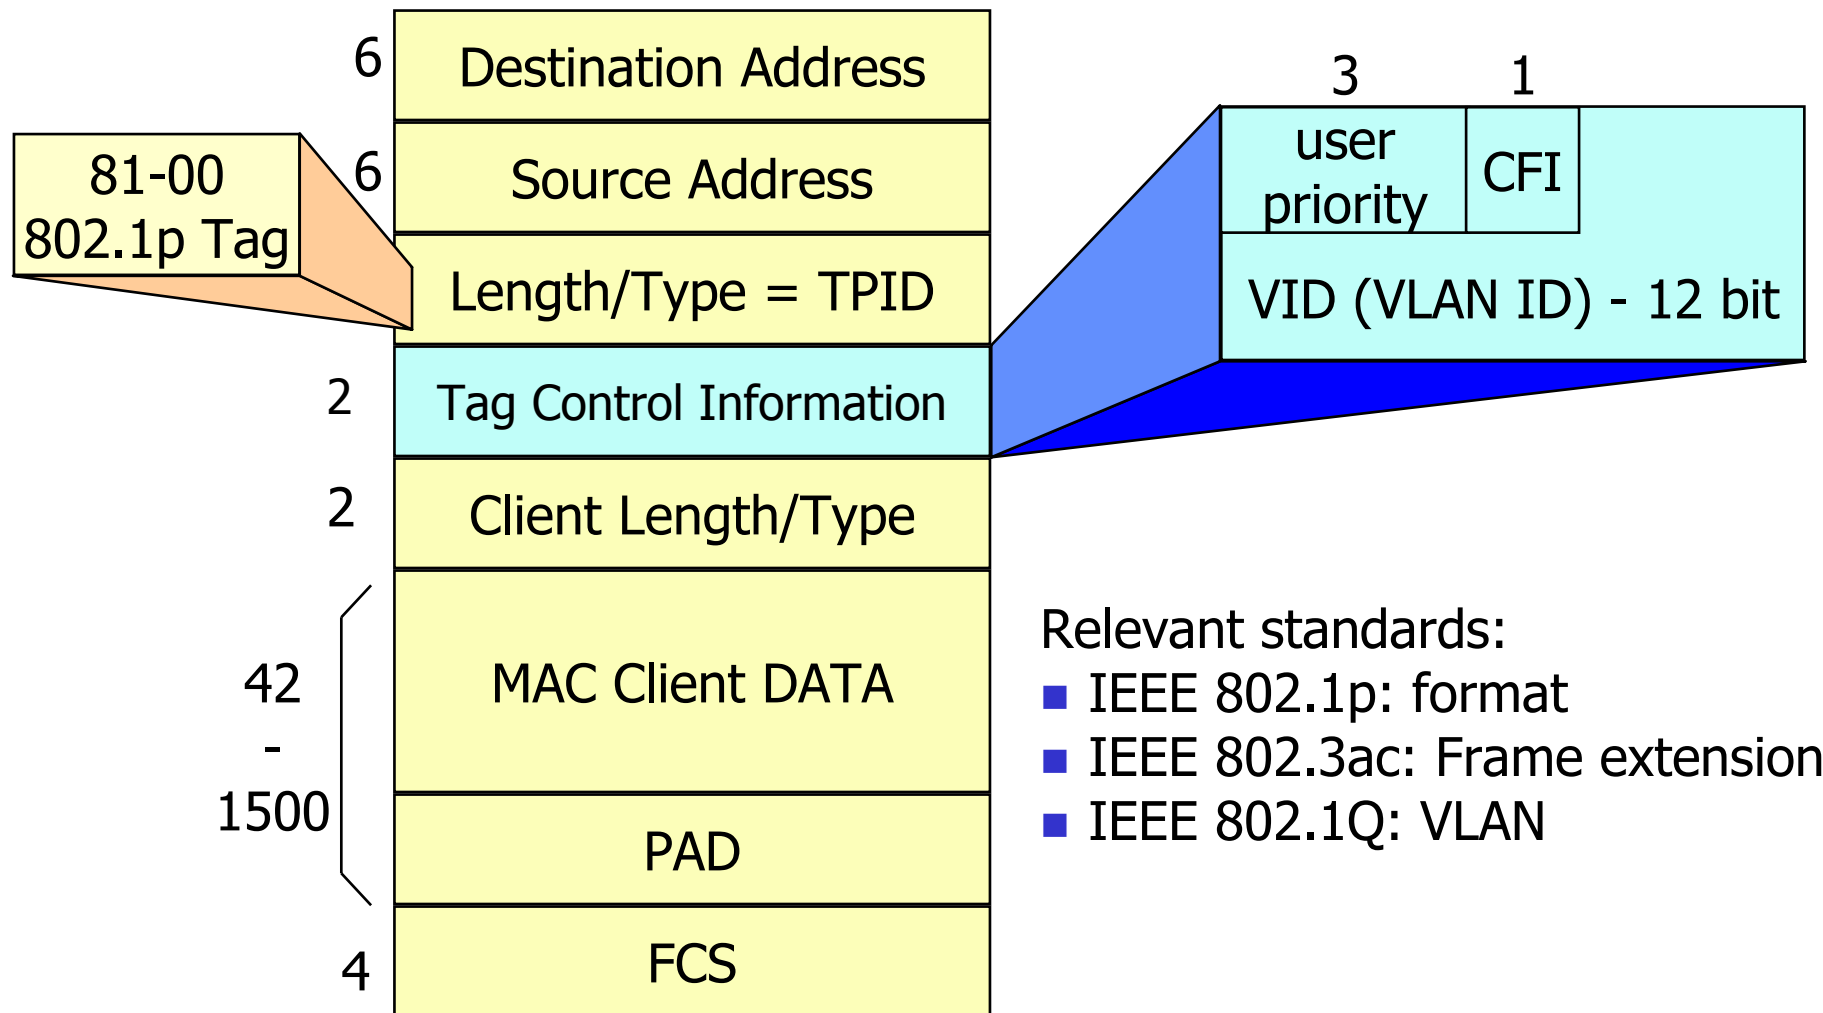 6
Destination Address
3
1
81-00
802.1p Tag
6
Source Address
user
priority
CFI
Length/Type = TPID
VID (VLAN ID) - 12 bit
2
Tag Control Information
2
Client Length/Type
42
-
1500
MAC Client DATA
PAD
Relevant standards:
IEEE 802.1p: format
IEEE 802.3ac: Frame extension
IEEE 802.1Q: VLAN
4
FCS